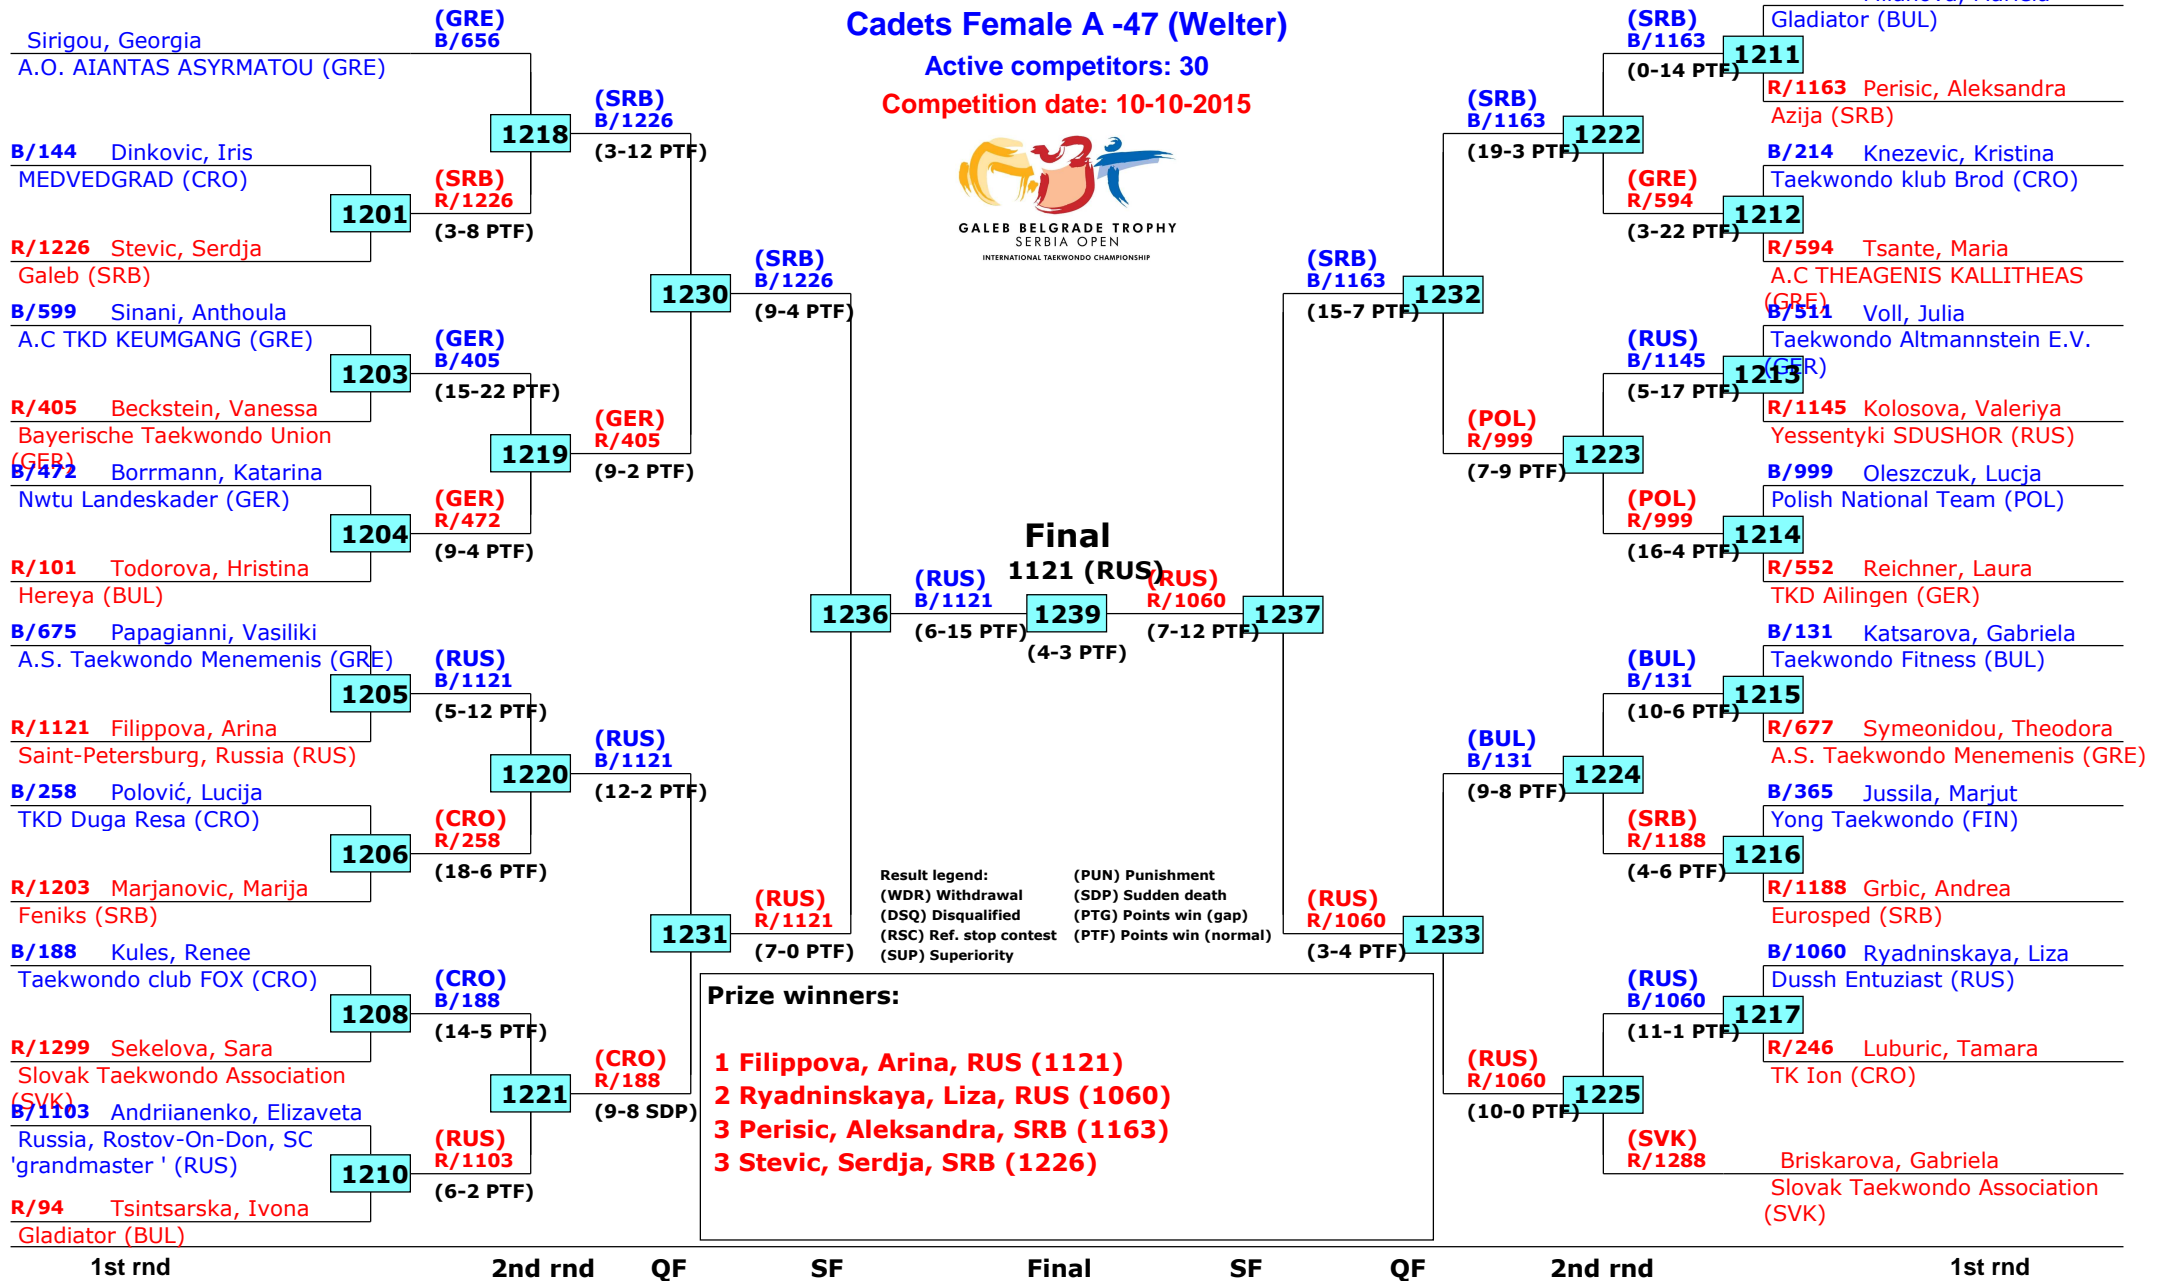 Cadets Female A -47 (Welter)
Active competitors: 30
Competition date: 10-10-2015
GALEB BELGRADE TROPHY
SERBIA OPEN
INTERNATIONAL TAEKWONDO CHAMPIONSHIP
Sirigou, Georgia
A.O. AIANTAS ASYRMATOU (GRE)
B/144 Dinkovic, Iris
MEDVEDGRAD (CRO)
1201
R/1226 Stevic, Serdja
Galeb (SRB)
B/599 Sinani, Anthoula
A.C TKD KEUMGANG (GRE)
1203
R/405 Beckstein, Vanessa
Bayerische Taekwondo Union
(GER)
B/472 Borrmann, Katarina
Nwtu Landeskader (GER)
1204
R/101 Todorova, Hristina
Hereya (BUL)
B/675 Papagianni, Vasiliki
A.S. Taekwondo Menemenis (GRE)
1205
R/1121 Filippova, Arina
Saint-Petersburg, Russia (RUS)
B/258 Polović, Lucija
TKD Duga Resa (CRO)
1206
R/1203 Marjanovic, Marija
Feniks (SRB)
B/188 Kules, Renee
Taekwondo club FOX (CRO)
1208
R/1299 Sekelova, Sara
Slovak Taekwondo Association
(SVK)
B/1103 Andriianenko, Elizaveta
Russia, Rostov-On-Don, SC
'grandmaster ' (RUS)
1210
R/94 Tsintsarska, Ivona
Gladiator (BUL)
(GRE)
B/656
1218
(SRB)
R/1226
(3-8 PTF)
(GER)
B/405
(15-22 PTF)
1219
(GER)
R/472
(9-4 PTF)
(RUS)
B/1121
(5-12 PTF)
1220
(CRO)
R/258
(18-6 PTF)
(CRO)
B/188
(14-5 PTF)
1221
(RUS)
R/1103
(6-2 PTF)
(SRB)
B/1226
(3-12 PTF)
1230
(GER)
R/405
(9-2 PTF)
(RUS)
B/1121
(12-2 PTF)
1231
(CRO)
R/188
(9-8 SDP)
(SRB)
B/1226
(9-4 PTF)
1236
(RUS)
R/1121
(7-0 PTF)
(RUS)
B/1121
(6-15 PTF)
Final
1121 (RUS)
1239
(4-3 PTF)
(RUS)
R/1060
(7-12 PTF)
1237
(SRB)
B/1163
(15-7 PTF)
(RUS)
R/1060
(3-4 PTF)
1232
1233
(SRB)
B/1163
(19-3 PTF)
(POL)
R/999
(7-9 PTF)
(BUL)
B/131
(9-8 PTF)
(RUS)
R/1060
(10-0 PTF)
1222
1223
1224
1225
(SRB)
B/1163
(0-14 PTF)
(GRE)
R/594
(3-22 PTF)
(RUS)
B/1145
(5-17 PTF)
(POL)
R/999
(16-4 PTF)
(BUL)
B/131
(10-6 PTF)
(SRB)
R/1188
(4-6 PTF)
(RUS)
B/1060
(11-1 PTF)
(SVK)
R/1288
Gladiator (BUL)
1211
R/1163 Perisic, Aleksandra
Azija (SRB)
B/214 Knezevic, Kristina
Taekwondo klub Brod (CRO)
1212
R/594 Tsante, Maria
A.C THEAGENIS KALLITHEAS
(GRE)
B/511 Voll, Julia
Taekwondo Altmannstein E.V.
(GER)
1213
R/1145 Kolosova, Valeriya
Yessentyki SDUSHOR (RUS)
B/999 Oleszczuk, Lucja
Polish National Team (POL)
1214
R/552 Reichner, Laura
TKD Ailingen (GER)
B/131 Katsarova, Gabriela
Taekwondo Fitness (BUL)
1215
R/677 Symeonidou, Theodora
A.S. Taekwondo Menemenis (GRE)
B/365 Jussila, Marjut
Yong Taekwondo (FIN)
1216
R/1188 Grbic, Andrea
Eurosped (SRB)
B/1060 Ryadninskaya, Liza
Dussh Entuziast (RUS)
1217
R/246 Luburic, Tamara
TK Ion (CRO)
Briskarova, Gabriela
Slovak Taekwondo Association
(SVK)
Result legend:
(WDR) Withdrawal
(DSQ) Disqualified
(RSC) Ref. stop contest
(SUP) Superiority
(PUN) Punishment
(SDP) Sudden death
(PTG) Points win (gap)
(PTF) Points win (normal)
Prize winners:
1 Filippova, Arina, RUS (1121)
2 Ryadninskaya, Liza, RUS (1060)
3 Perisic, Aleksandra, SRB (1163)
3 Stevic, Serdja, SRB (1226)
1st rnd 2nd rnd QF SF Final SF QF 2nd rnd 1st rnd